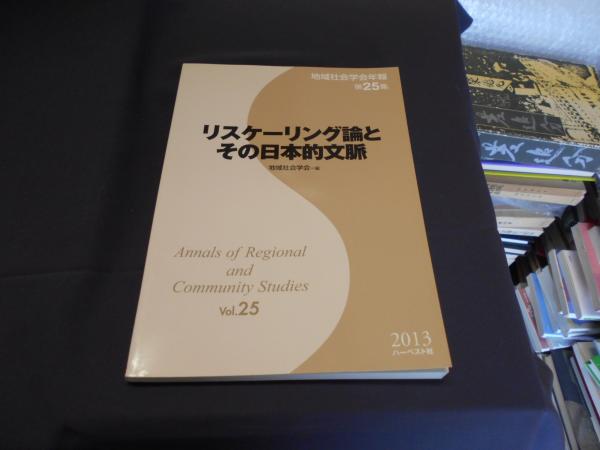 地域社会学会年報
第25集
リスケーリング論と
その日本的文脈
地域社会学会―編
Annals of Regional
and
Community Studies
Vol.25
2013
ハーベスト社